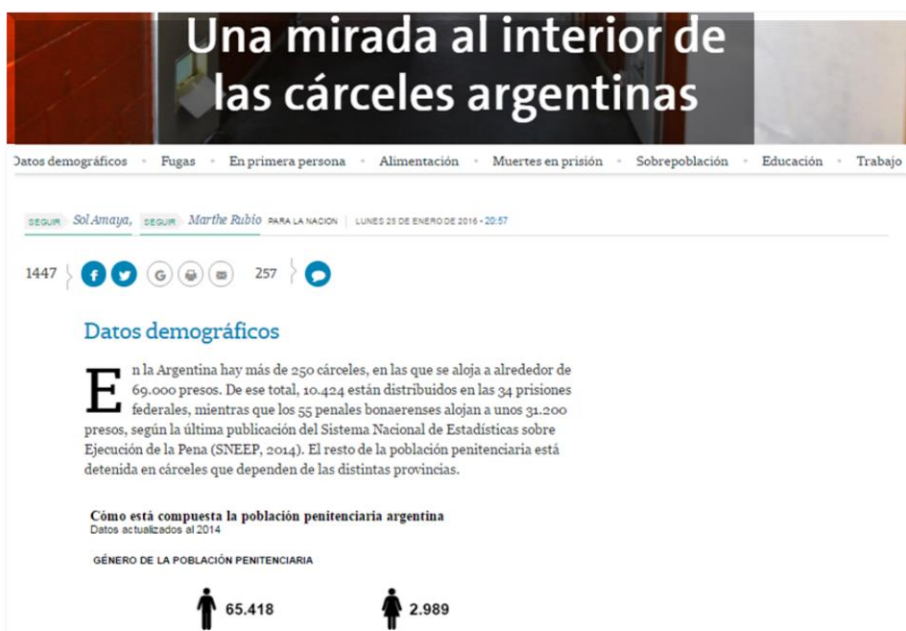 Una mirada al interior de
las cárceles argentinas
Datos demográficos • Fugas • En primera persona • Alimentación • Muertes en prisión • Sobrepoblación • Educación • Trabajo
SEGUIR Sol Amaya, SEGUIR Marthe Rubio PARA LA NACION | LUNES 25 DE ENERO DE 2016 • 20:57
1447 f G 257
Datos demográficos
En la Argentina hay más de 250 cárceles, en las que se aloja a alrededor de
69.000 presos. De ese total, 10.424 están distribuidos en las 34 prisiones
federales, mientras que los 55 penales bonaerenses alojan a unos 31.200
presos, según la última publicación del Sistema Nacional de Estadísticas sobre
Ejecución de la Pena (SNEEP, 2014). El resto de la población penitenciaria está
detenida en cárceles que dependen de las distintas provincias.
Cómo está compuesta la población penitenciaria argentina
Datos actualizados al 2014
GÉNERO DE LA POBLACIÓN PENITENCIARIA
65.418 2.989